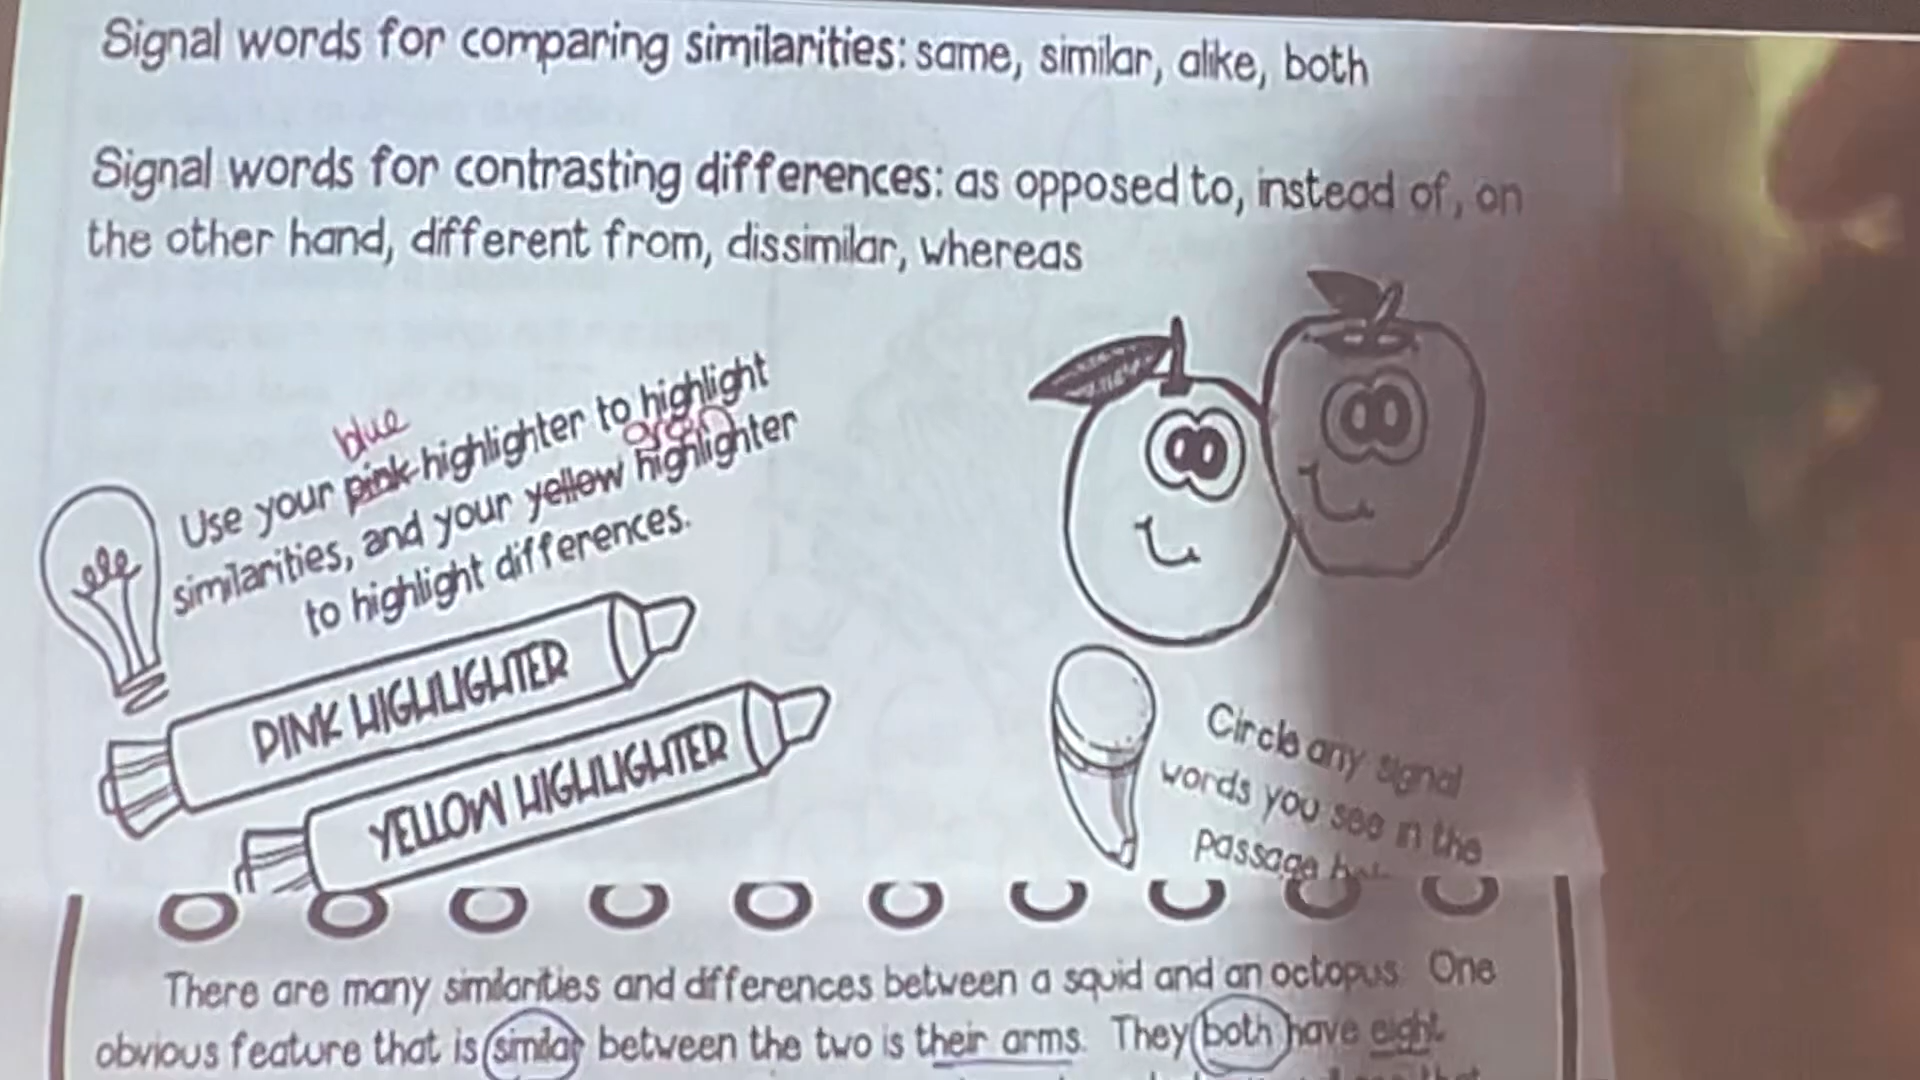 Signal words for comparing similarities: same, similar, alike, both
Signal words for contrasting differences: as opposed to, instead of, on
the other hand, different from, dissimilar, whereas
blue
Use your pink highlighter to highlight
similarities, and your yellow highlighter
to highlight differences.
PINK HIGHLIGHTER
YELLOW HIGHLIGHTER
Circle any signal
words you see in the
passage
There are many similarities and differences between a squid and an octopus. One
obvious feature that is similar between the two is their arms. They both have eight